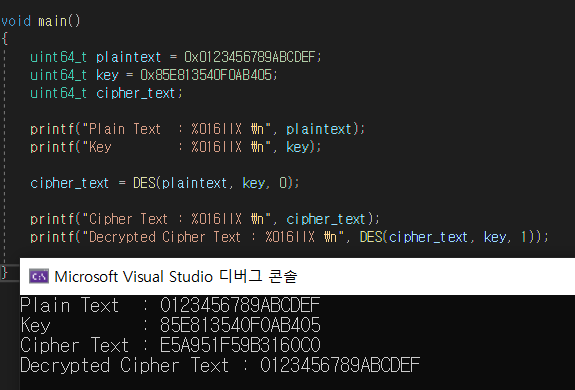 void main()
{
uint64_t plaintext = 0x0123456789ABCDEF;
uint64_t key = 0x85E813540F0AB405;
uint64_t cipher_text;
printf("Plain Text  : %016llX ₩n", plaintext);
printf("Key         : %016llX ₩n", key);
cipher_text = DES(plaintext, key, 0);
printf("Cipher Text : %016llX ₩n", cipher_text);
printf("Decrypted Cipher Text : %016llX ₩n", DES(cipher_text, key, 1));
}
Microsoft Visual Studio 디버그 콘솔
Plain Text  : 0123456789ABCDEF
Key         : 85E813540F0AB405
Cipher Text : E5A951F59B3160C0
Decrypted Cipher Text : 0123456789ABCDEF